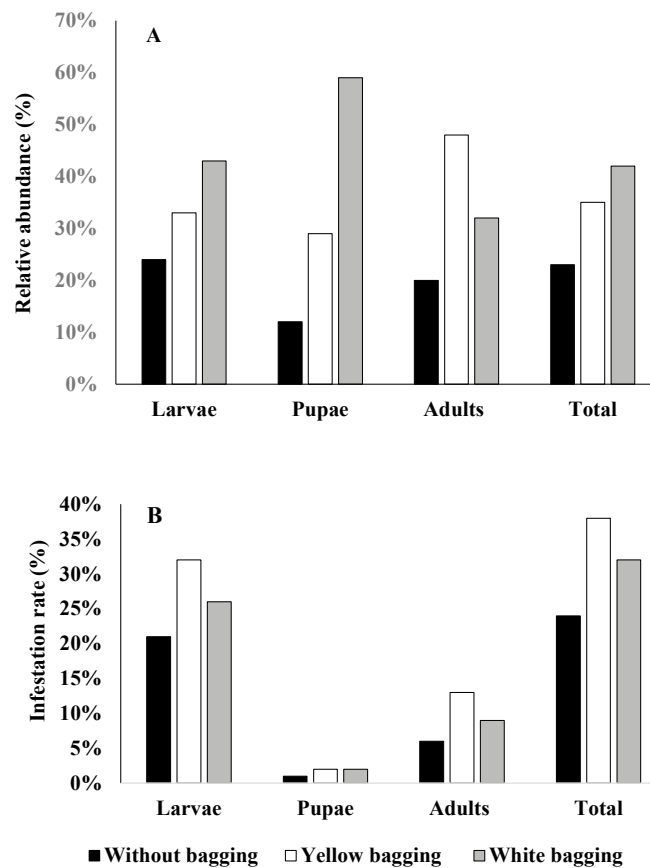 70%
A
60%
50%
40%
30%
20%
10%
0%
Relative abundance (%)
Larvae Pupae Adults Total
40%
B
35%
30%
25%
20%
15%
10%
5%
0%
Infestation rate (%)
Larvae Pupae Adults Total
Without bagging Yellow bagging White bagging